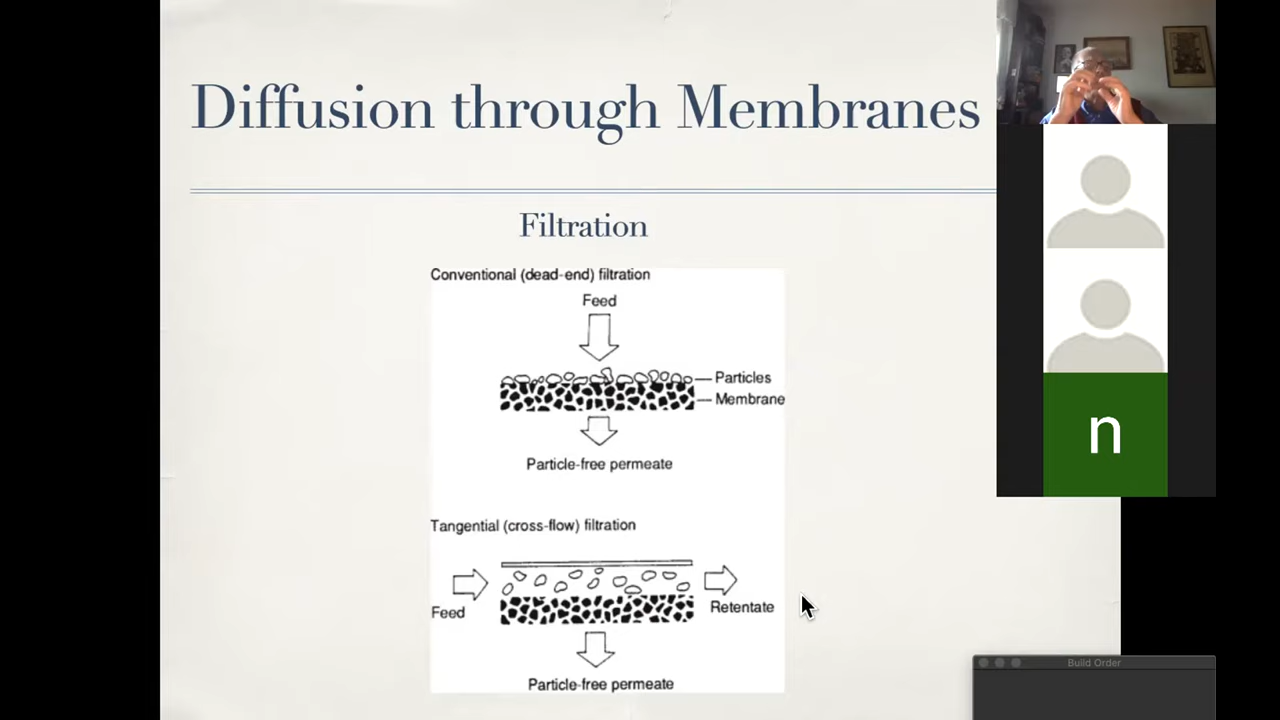 Diffusion through Membranes
Filtration
Conventional (dead-end) filtration
Feed
Particles
Membrane
Particle-free permeate
Tangential (cross-flow) filtration
Feed
Retentate
Particle-free permeate
n
Build Order